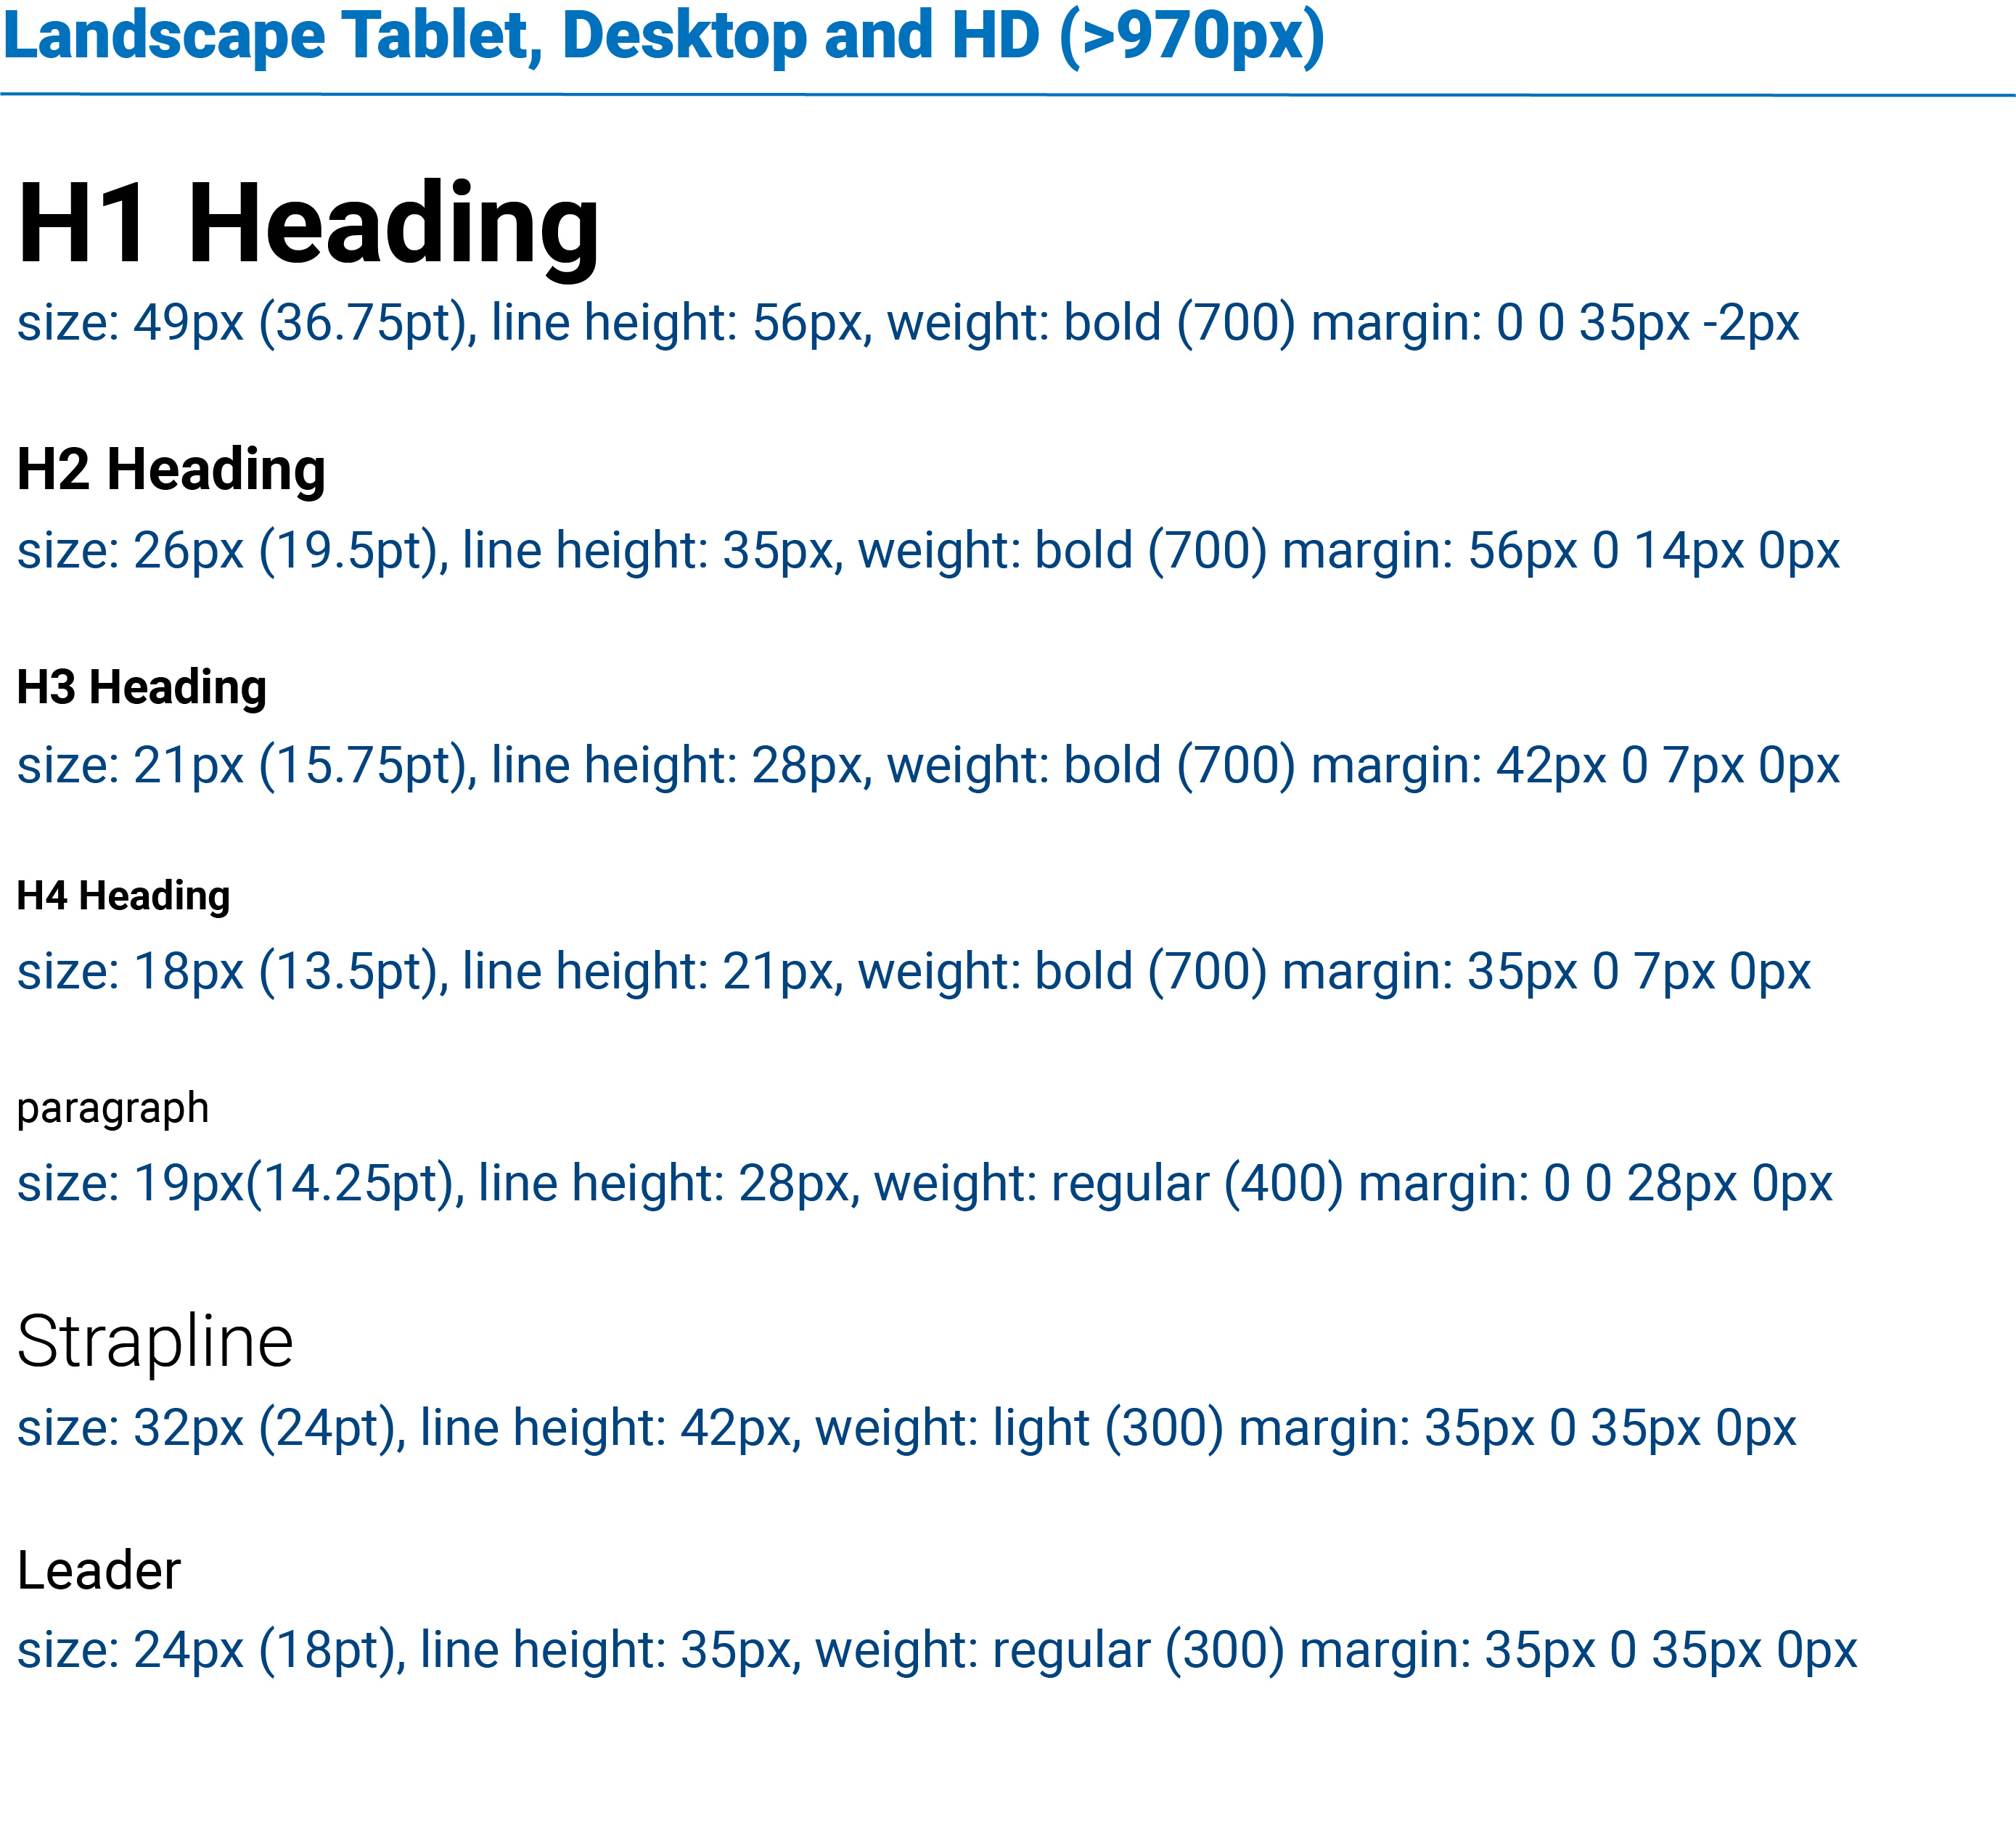 Landscape Tablet, Desktop and HD (>970px)
H1 Heading
size: 49px (36.75pt), line height: 56px, weight: bold (700) margin: 0 0 35px -2px
H2 Heading
size: 26px (19.5pt), line height: 35px, weight: bold (700) margin: 56px 0 14px 0px
H3 Heading
size: 21px (15.75pt), line height: 28px, weight: bold (700) margin: 42px 0 7px 0px
H4 Heading
size: 18px (13.5pt), line height: 21px, weight: bold (700) margin: 35px 0 7px 0px
paragraph
size: 19px(14.25pt), line height: 28px, weight: regular (400) margin: 0 0 28px 0px
Strapline
size: 32px (24pt), line height: 42px, weight: light (300) margin: 35px 0 35px 0px
Leader
size: 24px (18pt), line height: 35px, weight: regular (300) margin: 35px 0 35px 0px